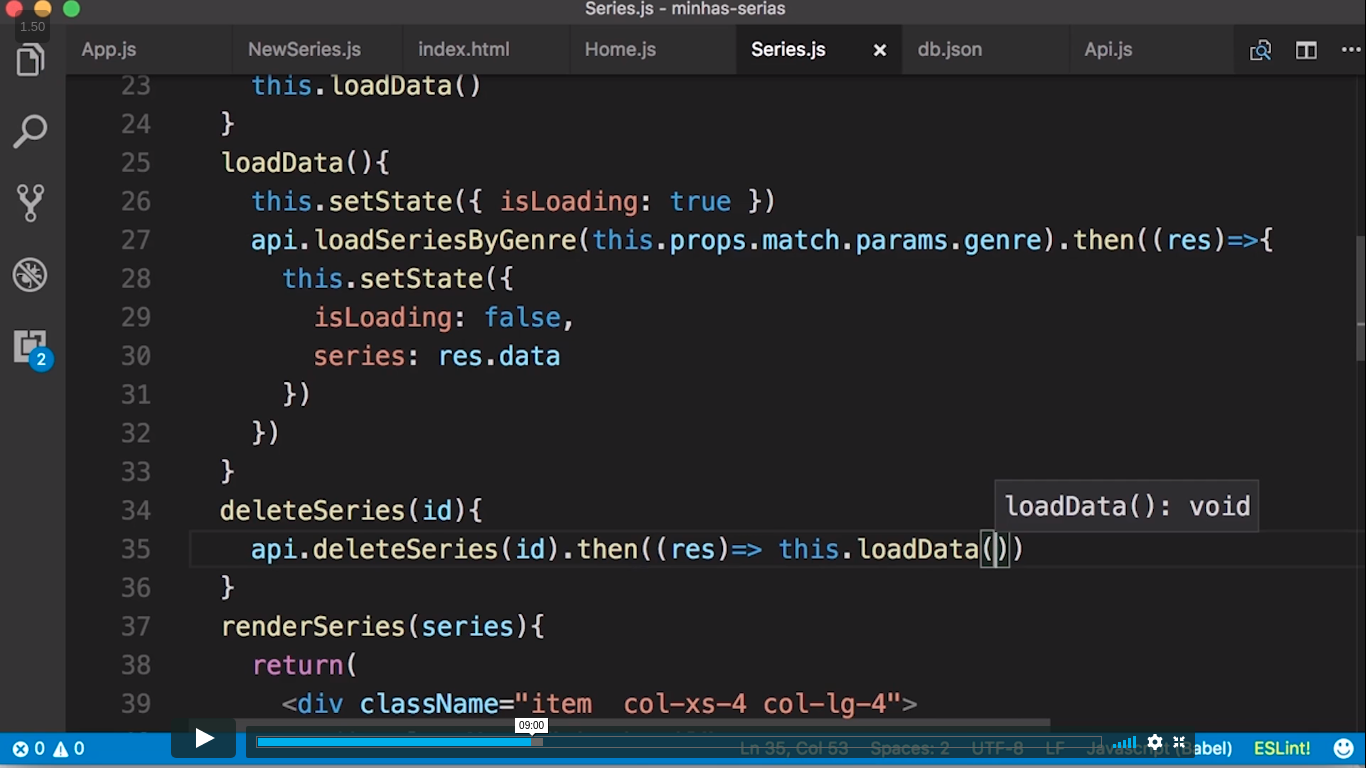 Series.js - minhas-serias
1.50
App.js NewSeries.js index.html Home.js Series.js × db.json Api.js
23 this.loadData()
24 }
25 loadData(){
26 this.setState({ isLoading: true })
27 api.loadSeriesByGenre(this.props.match.params.genre).then((res)=>{
28 this.setState({
29 isLoading: false,
30 series: res.data
31 })
32 })
33 }
34 deleteSeries(id){
loadData(): void
35 api.deleteSeries(id).then((res)=> this.loadData())
36 }
37 renderSeries(series){
38 return(
39 <div className="item  col-xs-4 col-lg-4">
2
09:00
0 0 Ln 35, Col 53 Spaces: 2 UTF-8 LF Javascript (Babel) ESLint!